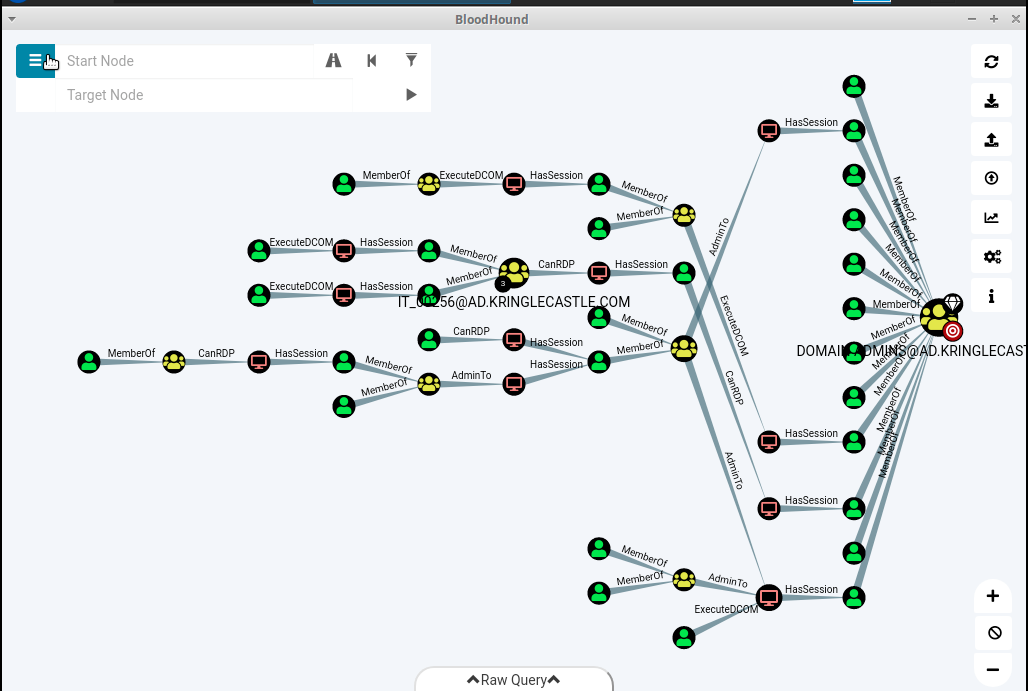 BloodHound
Start Node
Target Node
HasSession
MemberOf
ExecuteDCOM
HasSession
MemberOf
MemberOf
MemberOf
MemberOf
MemberOf
MemberOf
AdminTo
ExecuteDCOM
HasSession
MemberOf
CanRDP
HasSession
MemberOf
MemberOf
ExecuteDCOM
HasSession
3
IT_00256@AD.KRINGLECASTLE.COM
MemberOf
ExecuteDCOM
CanRDP
HasSession
MemberOf
MemberOf
DOMAIN_ADMINS@AD.KRINGLECAST
MemberOf
CanRDP
HasSession
MemberOf
HasSession
MemberOf
AdminTo
MemberOf
CanRDP
MemberOf
MemberOf
HasSession
MemberOf
MemberOf
AdminTo
HasSession
MemberOf
MemberOf
AdminTo
HasSession
ExecuteDCOM
Raw Query